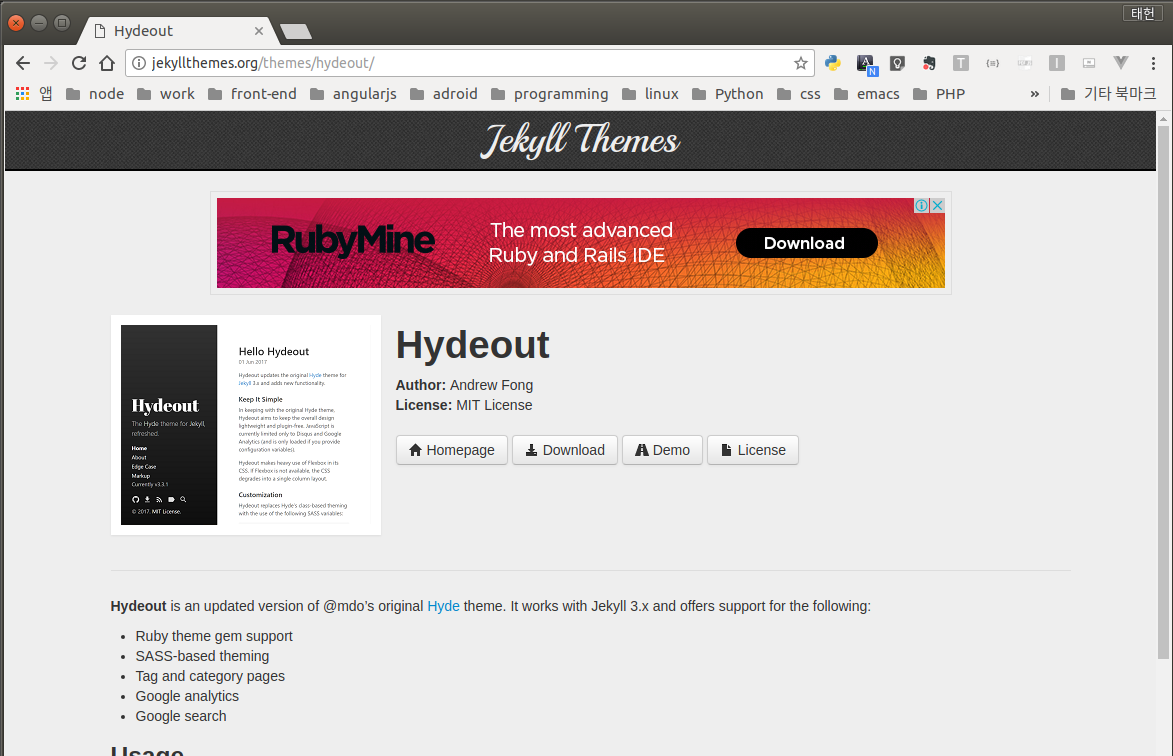 태헌
Hydeout
jekyllthemes.org/themes/hydeout/
앱 node work front-end angularjs adroid programming linux Python css emacs PHP » 기타 북마크
Jekyll Themes
RubyMine
The most advanced
Ruby and Rails IDE
Download
Hello Hydeout
01 Jun 2017
Hydeout updates the original Hyde theme for
Jekyll 3.x and adds new functionality.
Keep It Simple
In keeping with the original Hyde theme,
Hydeout aims to keep the overall design
lightweight and plugin-free. JavaScript is
currently limited only to Disqus and Google
Analytics (and is only loaded if you provide
configuration variables).
Hydeout makes heavy use of Flexbox in its
CSS. If Flexbox is not available, the CSS
degrades into a single column layout.
Customization
Hydeout replaces Hyde's class-based theming
with the use of the following SASS variables:
Hydeout
The Hyde theme for Jekyll,
refreshed.
Home
About
Edge Case
Markup
Currently v3.3.1
© 2017. MIT License.
Hydeout
Author: Andrew Fong
License: MIT License
Homepage Download Demo License
Hydeout is an updated version of @mdo’s original Hyde theme. It works with Jekyll 3.x and offers support for the following:
• Ruby theme gem support
• SASS-based theming
• Tag and category pages
• Google analytics
• Google search
Usage